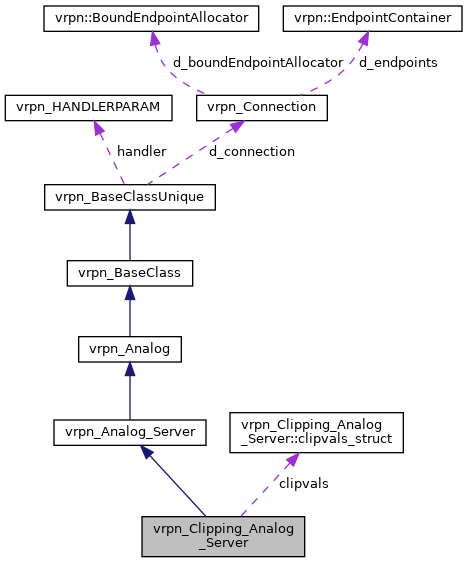 vrpn::BoundEndpointAllocator
vrpn::EndpointContainer
d_boundEndpointAllocator
d_endpoints
vrpn_HANDLERPARAM
vrpn_Connection
handler
d_connection
vrpn_BaseClassUnique
vrpn_BaseClass
vrpn_Analog
vrpn_Analog_Server
vrpn_Clipping_Analog
_Server::clipvals_struct
clipvals
vrpn_Clipping_Analog
_Server